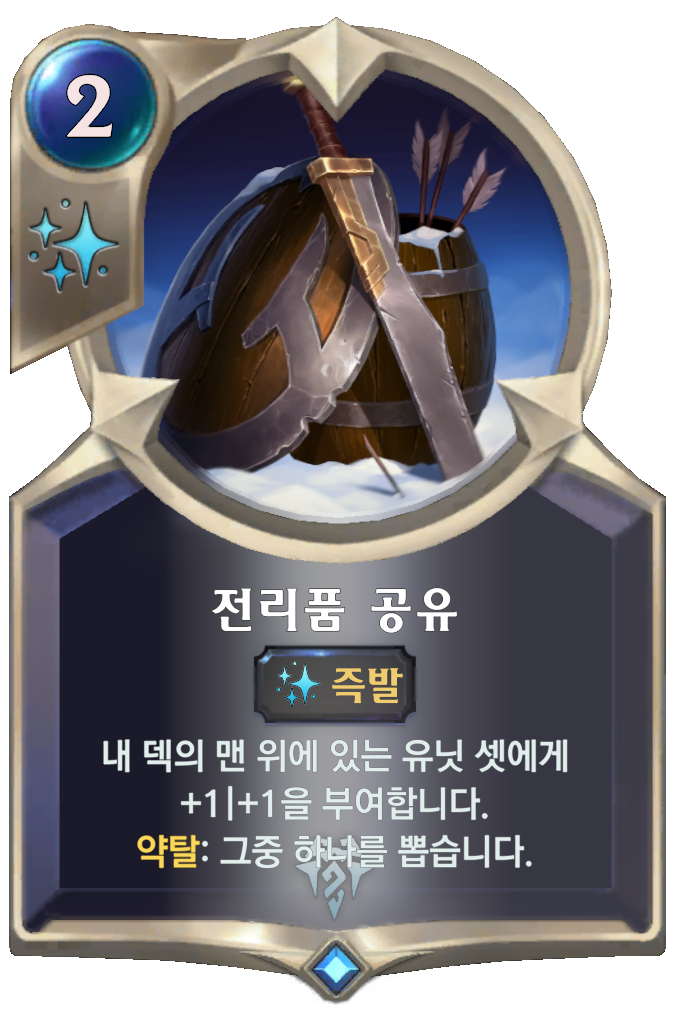 2
전리품 공유
즉발
내 덱의 맨 위에 있는 유닛 셋에게
+1|+1을 부여합니다.
약탈: 그중 하나를 뽑습니다.